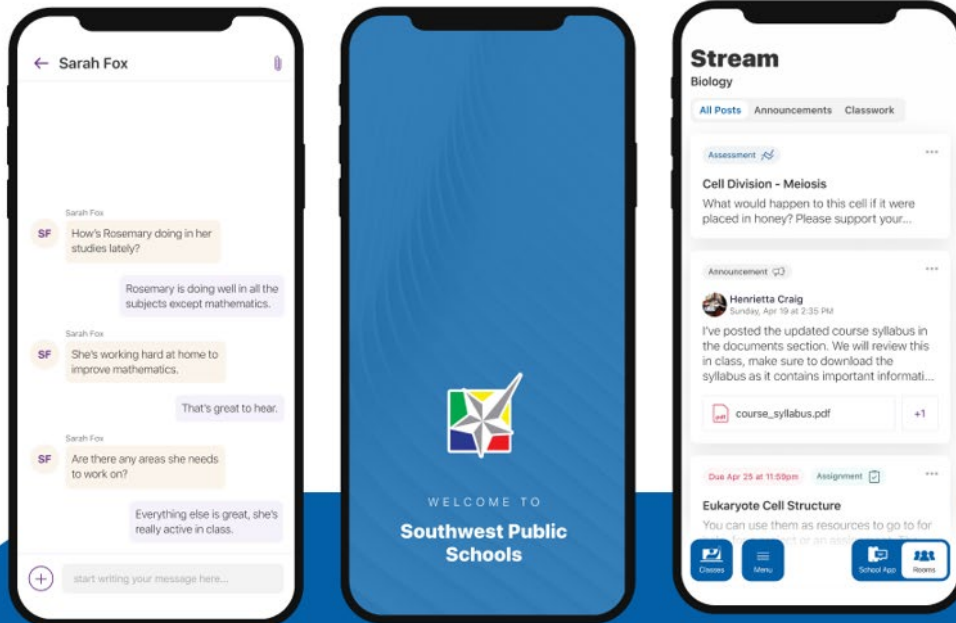 Sarah Fox
Sarah Fox
SF
How's Rosemary doing in her
studies lately?
Rosemary is doing well in all the
subjects except mathematics.
Sarah Fox
SF
She's working hard at home to
improve mathematics.
That's great to hear.
Sarah Fox
SF
Are there any areas she needs
to work on?
Everything else is great, she's
really active in class.
start writing your message here...
WELCOME TO
Southwest Public
Schools
Stream
Biology
All Posts Announcements Classwork
Assessment
Cell Division - Meiosis
What would happen to this cell if it were
placed in honey? Please support your...
Announcement
Henrietta Craig
Sunday, Apr 19 at 2:35 PM
I've posted the updated course syllabus in
the documents section. We will review this
in class, make sure to download the
syllabus as it contains important informati...
pdf course_syllabus.pdf +1
Due Apr 25 at 11:59pm Assignment
Eukaryote Cell Structure
You can use them as resources to go to for
Classes Menu School App Rooms